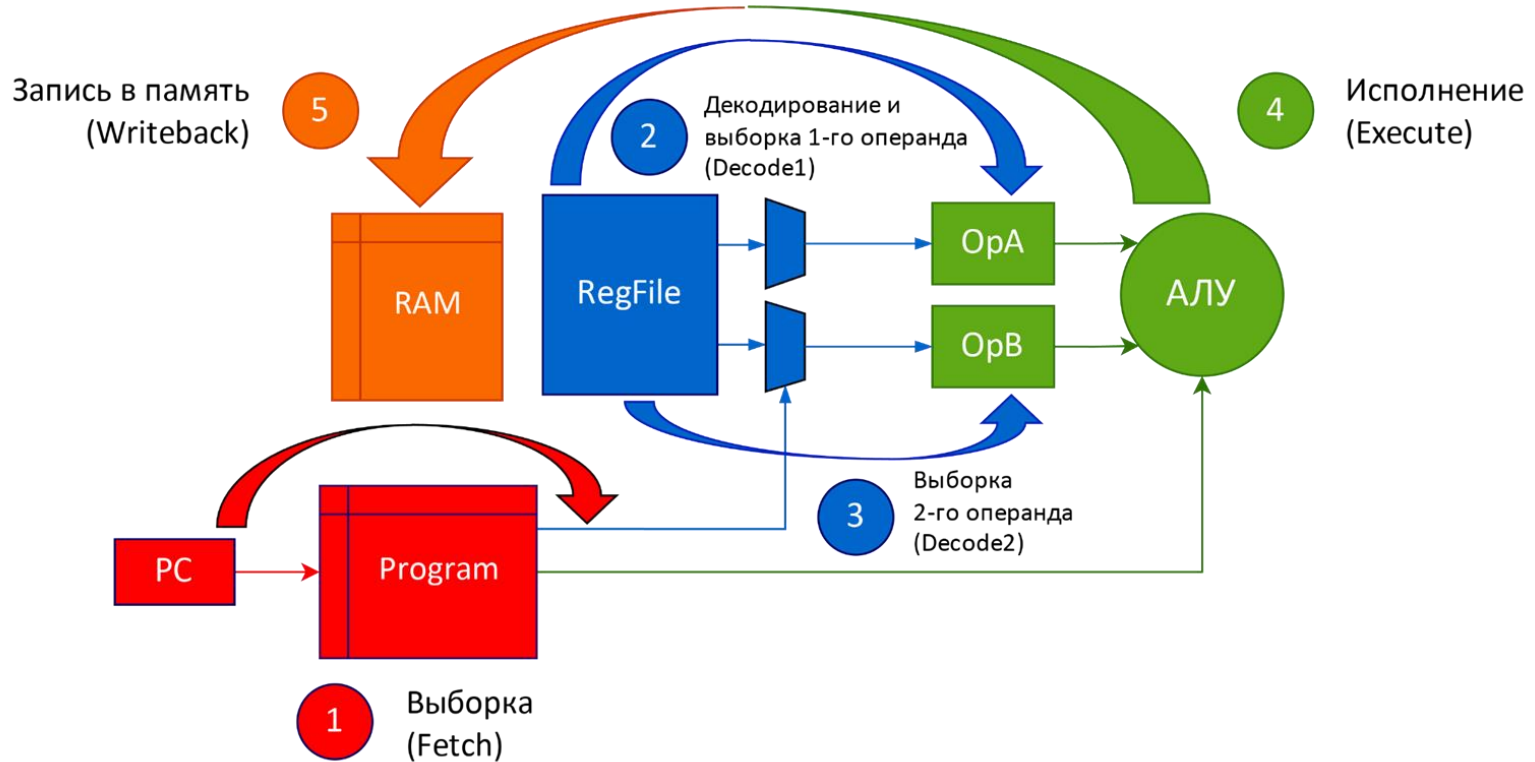 Запись в память
(Writeback)
5
2
Декодирование и
выборка 1-го операнда
(Decode1)
4
Исполнение
(Execute)
RAM
RegFile
OpA
OpB
АЛУ
PC
Program
3
Выборка
2-го операнда
(Decode2)
1
Выборка
(Fetch)